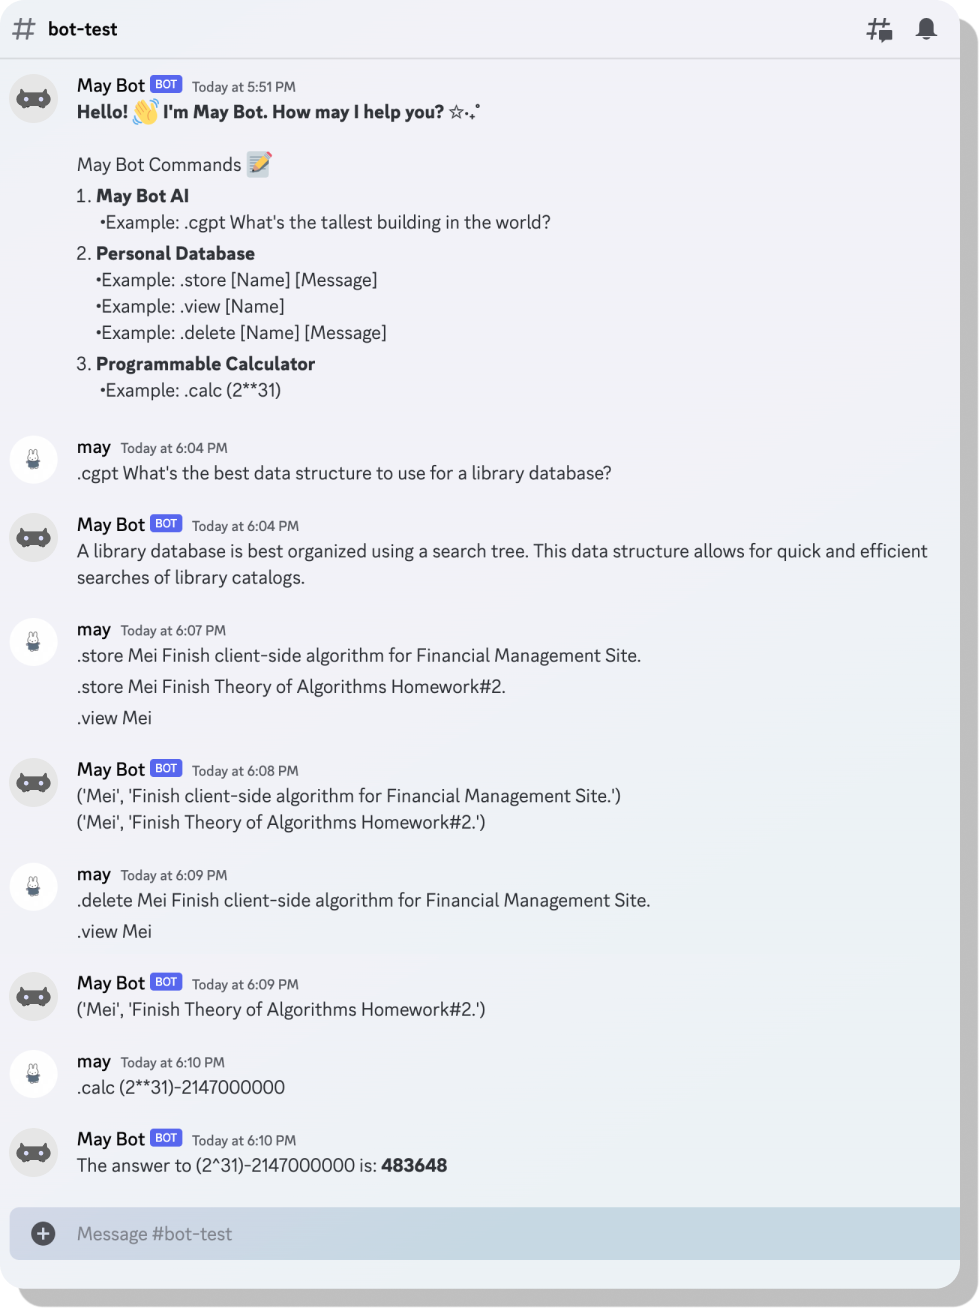 # bot-test
May Bot BOT Today at 5:51 PM
Hello! 👋 I'm May Bot. How may I help you? ☆‧₊˚
May Bot Commands 📝
1. May Bot AI
•Example: .cgpt What's the tallest building in the world?
2. Personal Database
•Example: .store [Name] [Message]
•Example: .view [Name]
•Example: .delete [Name] [Message]
3. Programmable Calculator
•Example: .calc (2**31)
may Today at 6:04 PM
.cgpt What's the best data structure to use for a library database?
May Bot BOT Today at 6:04 PM
A library database is best organized using a search tree. This data structure allows for quick and efficient
searches of library catalogs.
may Today at 6:07 PM
.store Mei Finish client-side algorithm for Financial Management Site.
.store Mei Finish Theory of Algorithms Homework#2.
.view Mei
May Bot BOT Today at 6:08 PM
('Mei', 'Finish client-side algorithm for Financial Management Site.')
('Mei', 'Finish Theory of Algorithms Homework#2.')
may Today at 6:09 PM
.delete Mei Finish client-side algorithm for Financial Management Site.
.view Mei
May Bot BOT Today at 6:09 PM
('Mei', 'Finish Theory of Algorithms Homework#2.')
may Today at 6:10 PM
.calc (2**31)-2147000000
May Bot BOT Today at 6:10 PM
The answer to (2^31)-2147000000 is: 483648
Message #bot-test